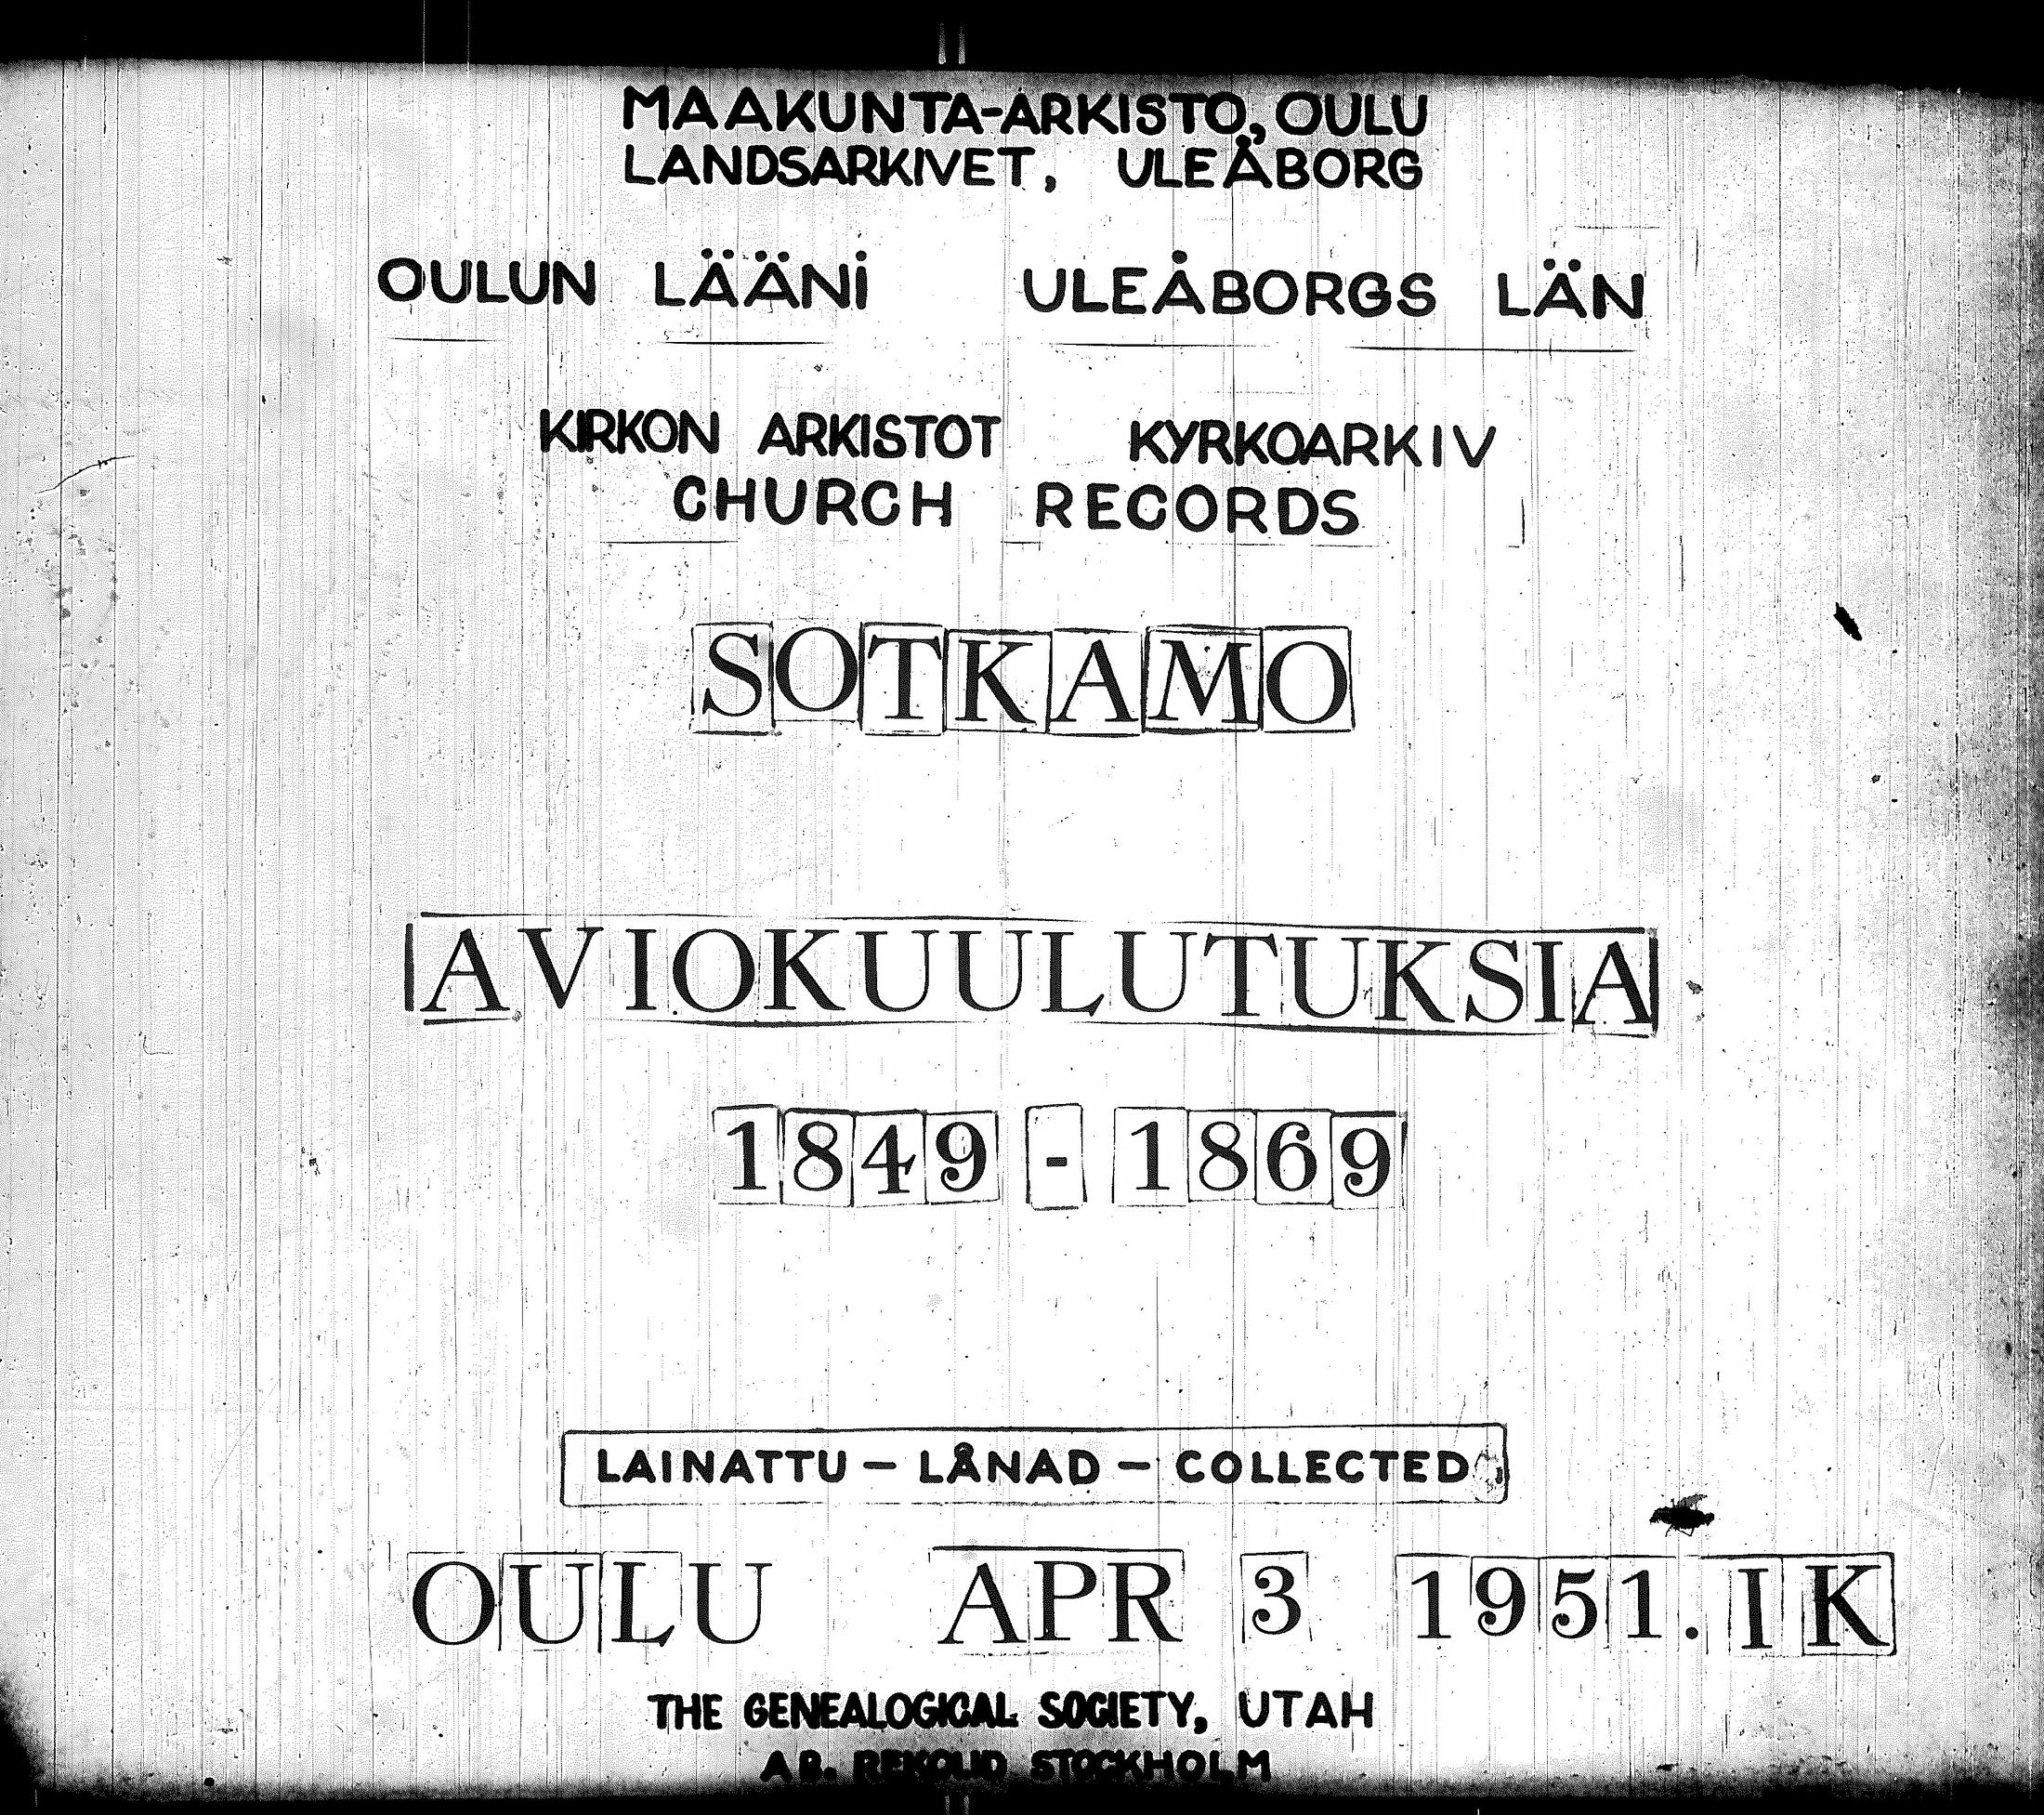 MAAKUNTA-ARKISTO, OULU
LANDSARKIVET, ULEÅBORG
OULUN LÄÄNI ULEÅBORGS LÄN
KIRKON ARKISTOT KYRKOARKIV
CHURCH RECORDS
SOTKAMO
AVIOKUULUTUKSIA
1849 - 1869
LAINATTU – LÅNAD – COLLECTED
OULU APR 3 1951. IK
THE GENEALOGICAL SOCIETY, UTAH
AB. REKOLID STOCKHOLM